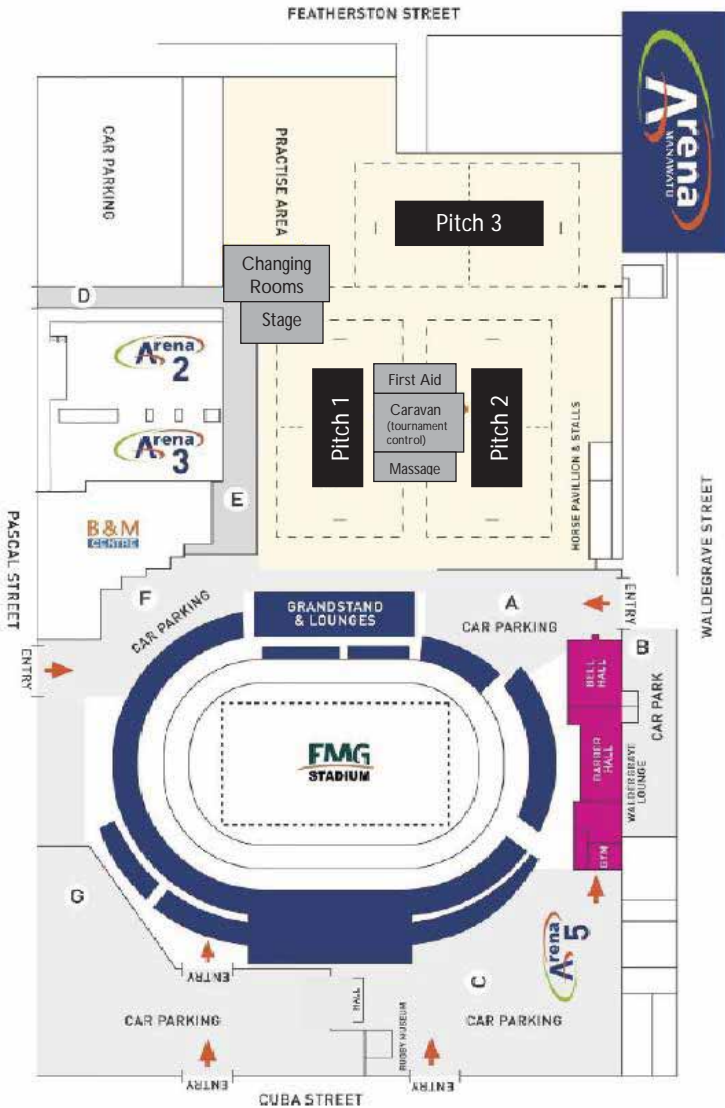 FEATHERSTON STREET
Arena
MANAWATU
CAR PARKING
PRACTISE AREA
Pitch 3
Changing
Rooms
Stage
D
Arena
2
Arena
3
First Aid
Caravan
(tournament
control)
Massage
Pitch 1
Pitch 2
HORSE PAVILLION & STALLS
E
B&M
CENTRE
PASCAL STREET
WALDEGRAVE STREET
F
CAR PARKING
GRANDSTAND
& LOUNGES
A
CAR PARKING
ENTRY
B
ENTRY
BELL
HALL
CAR PARK
BARBER
HALL
WALDERGRAVE
LOUNGE
GYM
FMG
STADIUM
G
Arena
5
C
ENTRY
HALL
RUGBY MUSEUM
CAR PARKING
CAR PARKING
ENTRY
ENTRY
CUBA STREET